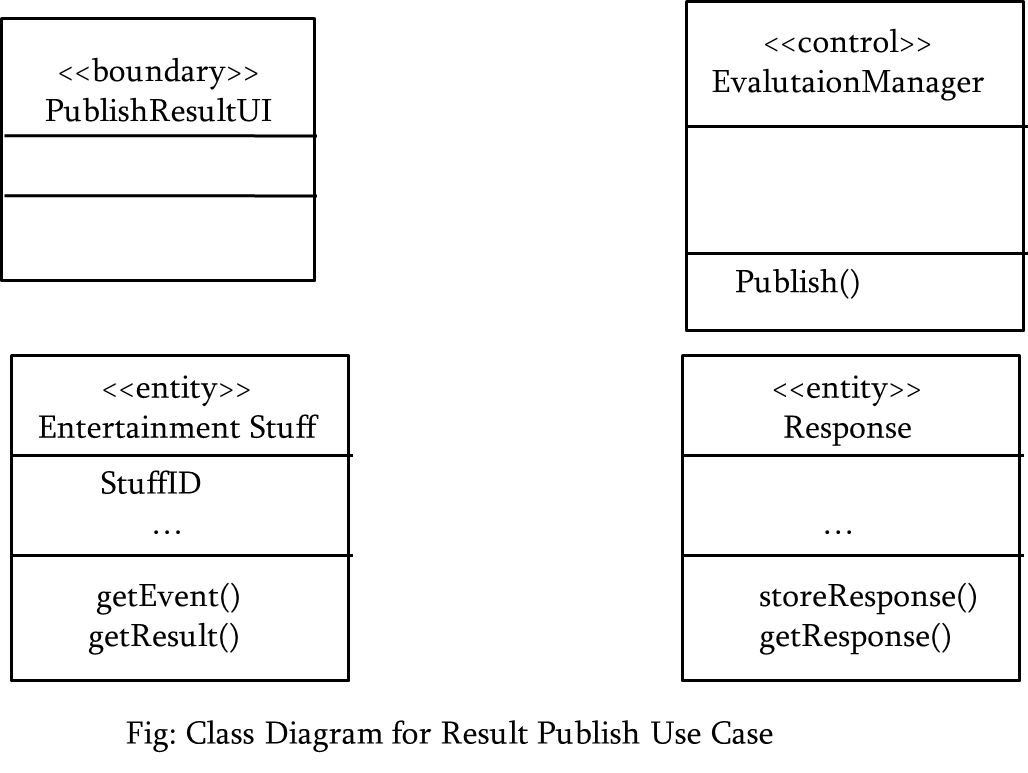 <<boundary>>
PublishResultUI
<<control>>
EvalutaionManager
Publish()
<<entity>>
Entertainment Stuff
StuffID
...
getEvent()
getResult()
<<entity>>
Response
...
storeResponse()
getResponse()
Fig: Class Diagram for Result Publish Use Case